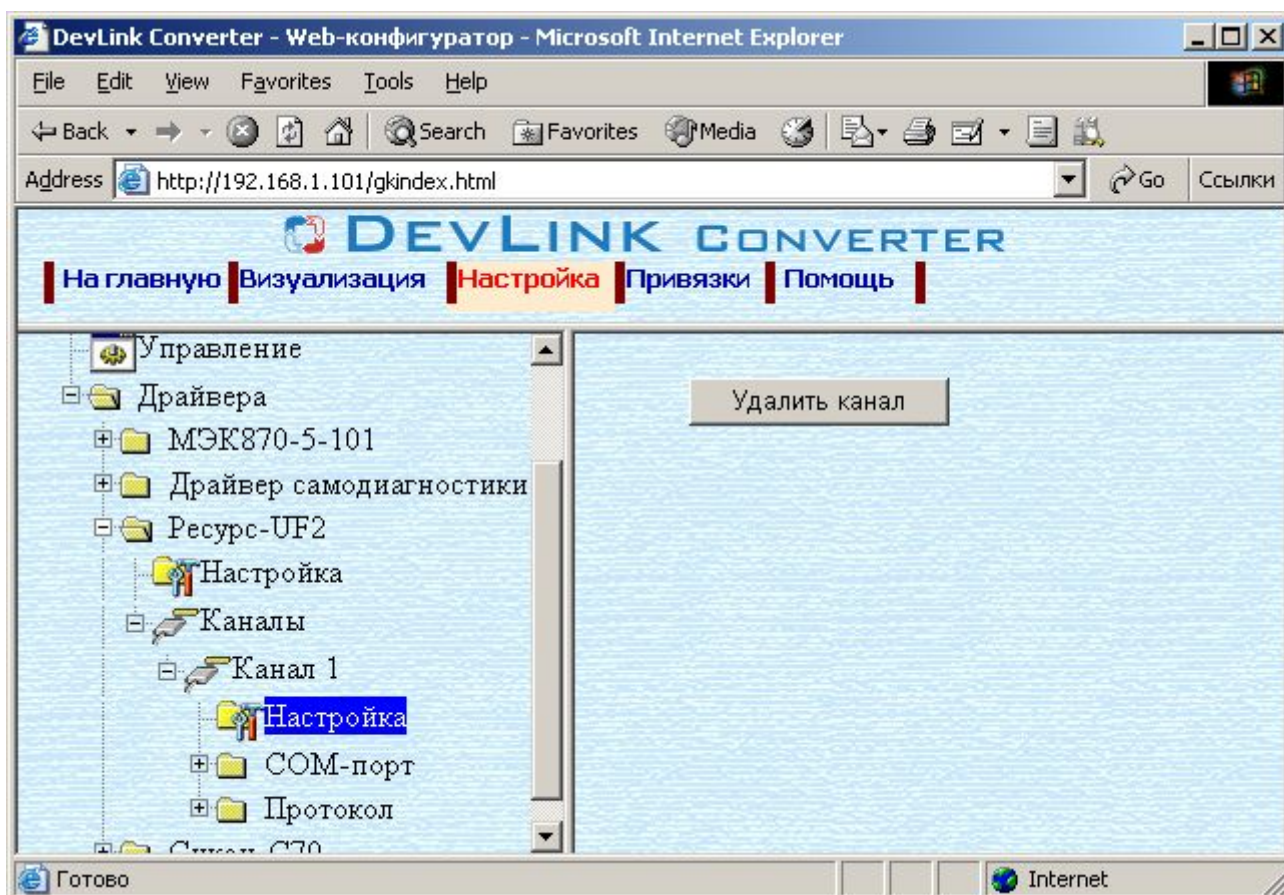 DevLink Converter - Web-конфигуратор - Microsoft Internet Explorer
File Edit View Favorites Tools Help
Back Search Favorites Media
Address http://192.168.1.101/gkindex.html Go Ссылки
DEVLINK CONVERTER
На главную Визуализация Настройка Привязки Помощь
Управление
Драйвера
МЭК870-5-101
Драйвер самодиагностики
Ресурс-UF2
Настройка
Каналы
Канал 1
Настройка
COM-порт
Протокол
C70
Удалить канал
Готово Internet